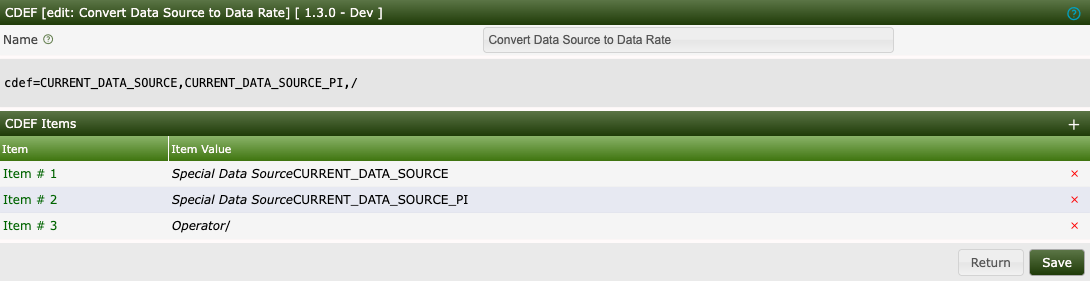 CDEF [edit: Convert Data Source to Data Rate] [ 1.3.0 - Dev ]
Name
Convert Data Source to Data Rate
cdef=CURRENT_DATA_SOURCE,CURRENT_DATA_SOURCE_PI,/
CDEF Items
Item Item Value
Item # 1 Special Data SourceCURRENT_DATA_SOURCE
Item # 2 Special Data SourceCURRENT_DATA_SOURCE_PI
Item # 3 Operator/
Return Save